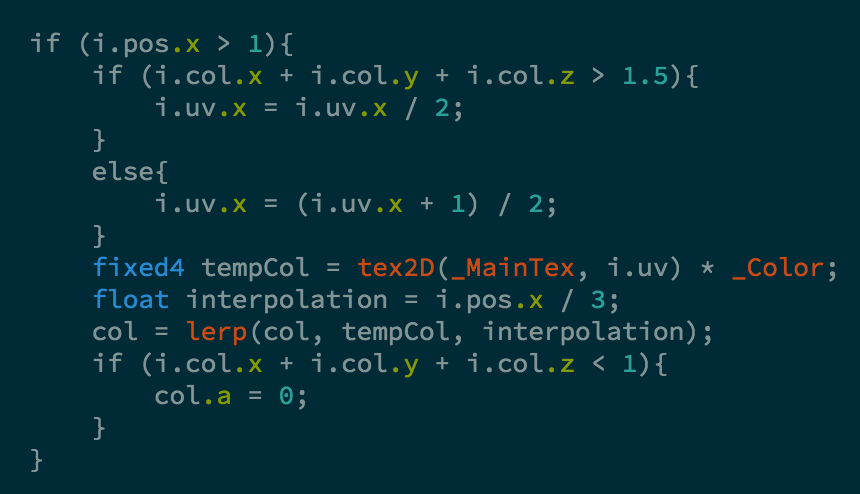 if (i.pos.x > 1){
    if (i.col.x + i.col.y + i.col.z > 1.5){
        i.uv.x = i.uv.x / 2;
    }
    else{
        i.uv.x = (i.uv.x + 1) / 2;
    }
    fixed4 tempCol = tex2D(_MainTex, i.uv) * _Color;
    float interpolation = i.pos.x / 3;
    col = lerp(col, tempCol, interpolation);
    if (i.col.x + i.col.y + i.col.z < 1){
        col.a = 0;
    }
}